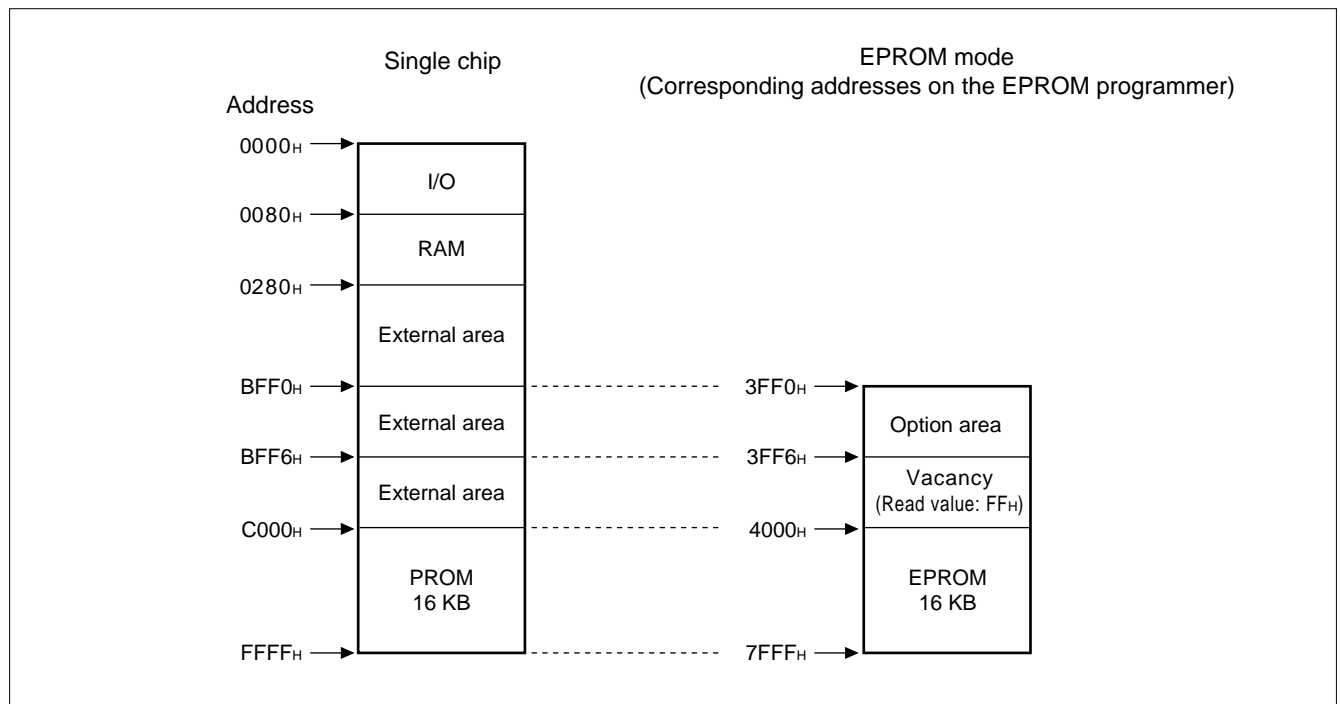 Single chip
EPROM mode
(Corresponding addresses on the EPROM programmer)
Address
0000H
I/O
0080H
RAM
0280H
External area
BFF0H
3FF0H
External area
Option area
BFF6H
3FF6H
External area
Vacancy
(Read value: FFH)
C000H
4000H
PROM
16 KB
EPROM
16 KB
FFFFH
7FFFH